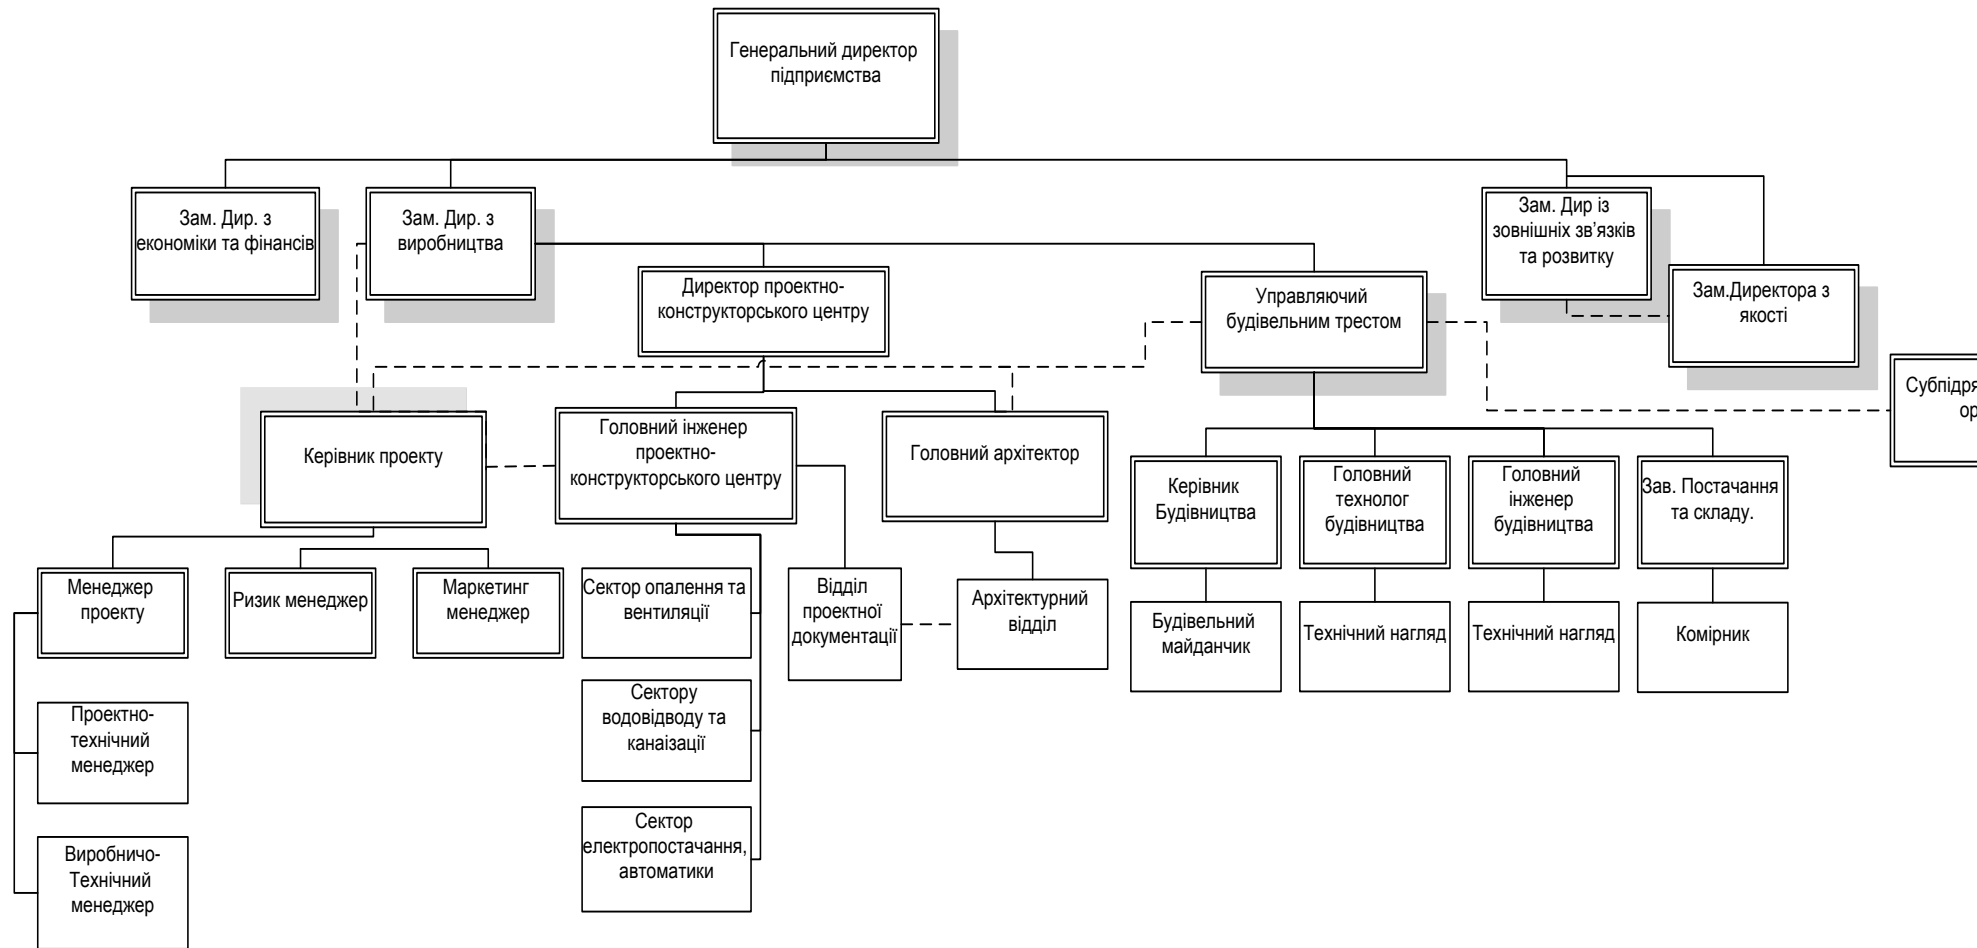 Генеральний директор
підприємства
Зам. Дир. з
економіки та фінансів
Зам. Дир. з
виробництва
Зам. Дир із
зовнішніх зв’язків
та розвитку
Зам.Директора з
якості
Директор проектно-
конструкторського центру
Управляючий
будівельним трестом
Субпідря
ор
Керівник проекту
Головний інженер
проектно-
конструкторського центру
Головний архітектор
Керівник
Будівництва
Головний
технолог
будівництва
Головний
інженер
будівництва
Зав. Постачання
та складу.
Менеджер
проекту
Ризик менеджер
Маркетинг
менеджер
Сектор опалення та
вентиляції
Відділ
проектної
документації
Архітектурний
відділ
Будівельний
майданчик
Технічний нагляд
Технічний нагляд
Комірник
Проектно-
технічний
менеджер
Сектору
водовідводу та
канаізації
Виробничо-
Технічний
менеджер
Сектор
електропостачання,
автоматики